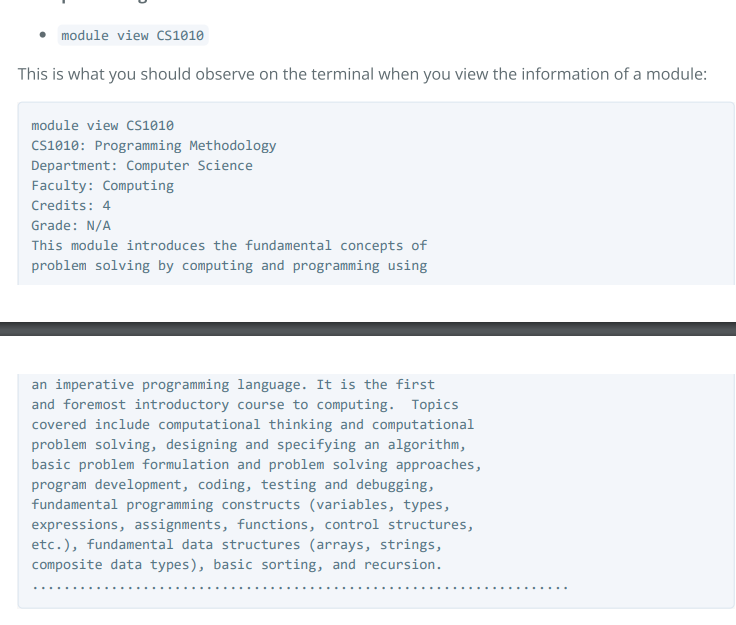 module view CS1010
This is what you should observe on the terminal when you view the information of a module:
module view CS1010
CS1010: Programming Methodology
Department: Computer Science
Faculty: Computing
Credits: 4
Grade: N/A
This module introduces the fundamental concepts of
problem solving by computing and programming using
an imperative programming language. It is the first
and foremost introductory course to computing.  Topics
covered include computational thinking and computational
problem solving, designing and specifying an algorithm,
basic problem formulation and problem solving approaches,
program development, coding, testing and debugging,
fundamental programming constructs (variables, types,
expressions, assignments, functions, control structures,
etc.), fundamental data structures (arrays, strings,
composite data types), basic sorting, and recursion.
....................................................................